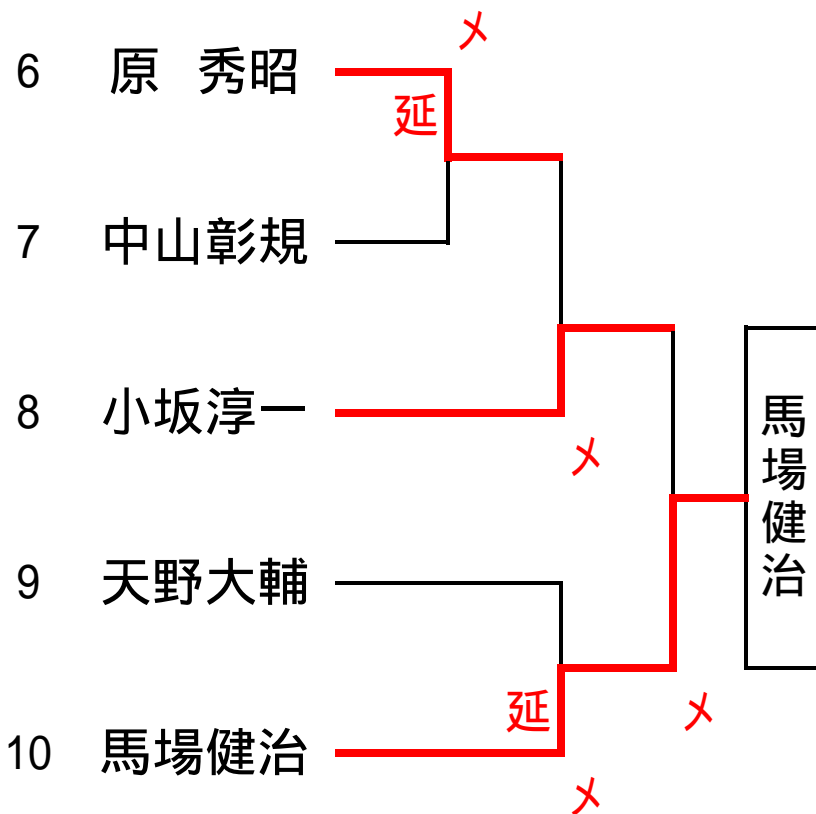 メ
6 原 秀昭
延
7 中山彰規
8 小坂淳一
メ
馬場健治
9 天野大輔
延
メ
10 馬場健治
メ